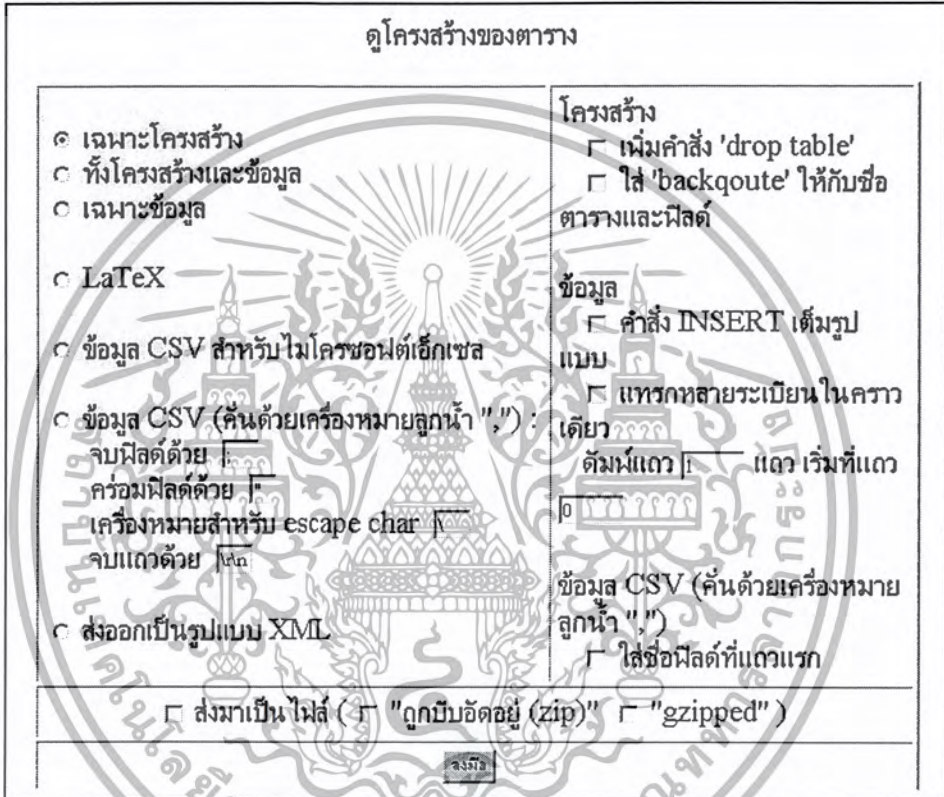 ดูโครงสร้างของตาราง
เฉพาะโครงสร้าง
ทั้งโครงสร้างและข้อมูล
เฉพาะข้อมูล
LaTeX
ข้อมูล CSV สำหรับไมโครซอฟต์เอ็กเซล
ข้อมูล CSV (คั่นด้วยเครื่องหมายลูกน้ำ ",") :
จบฟิลด์ด้วย ;
คร่อมฟิลด์ด้วย "
เครื่องหมายสำหรับ escape char \
จบแถวด้วย \r\n
ส่งออกเป็นรูปแบบ XML
โครงสร้าง
เพิ่มคำสั่ง 'drop table'
ใส่ 'backqoute' ให้กับชื่อ
ตารางและฟิลด์
ข้อมูล
คำสั่ง INSERT เต็มรูป
แบบ
แทรกหลายระเบียนในคราว
เดียว
ดัมพ์แถว 1 แถว เริ่มที่แถว
0
ข้อมูล CSV (คั่นด้วยเครื่องหมาย
ลูกน้ำ ",")
ใส่ชื่อฟิลด์ที่แถวแรก
ส่งมาเป็นไฟล์ ( "ถูกบีบอัดอยู่ (zip)" "gzipped" )
ลงมือ